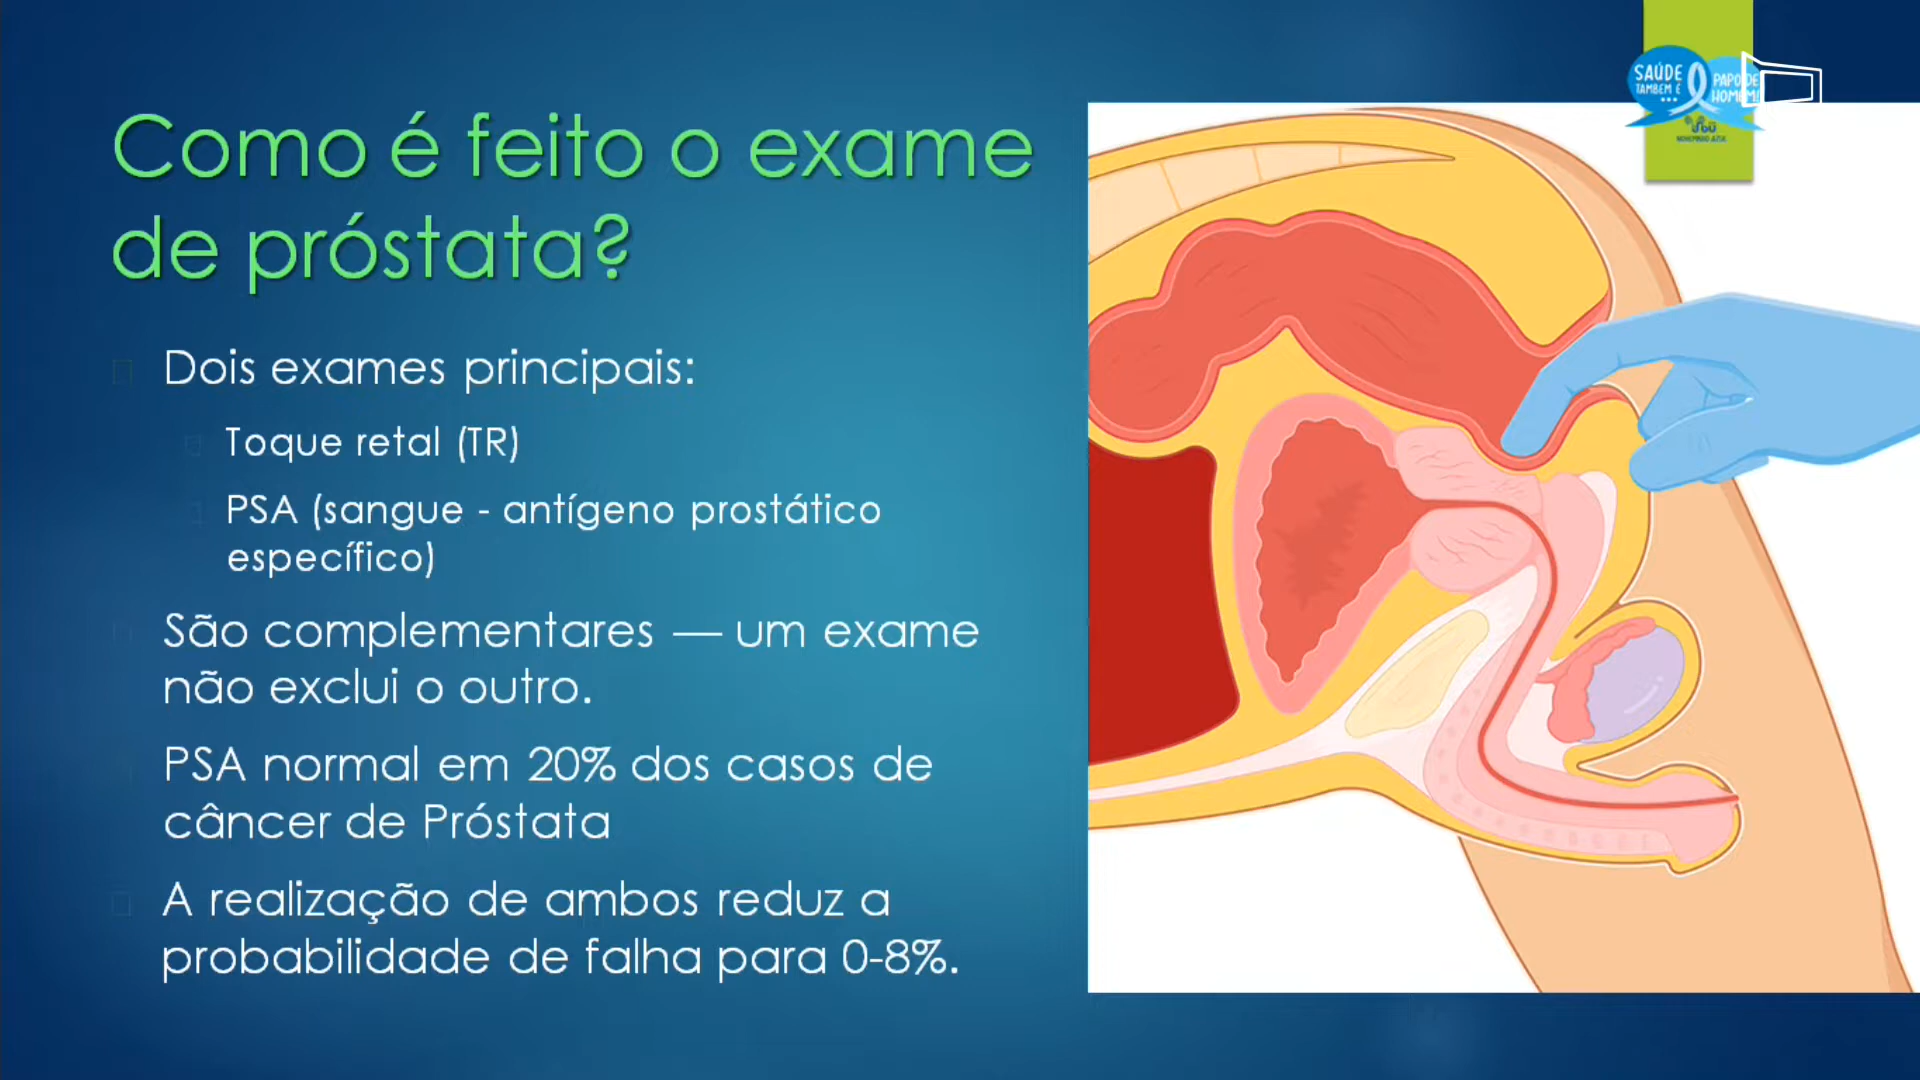 Como é feito o exame
de próstata?
Dois exames principais:
Toque retal (TR)
PSA (sangue - antígeno prostático
específico)
São complementares — um exame
não exclui o outro.
PSA normal em 20% dos casos de
câncer de Próstata
A realização de ambos reduz a
probabilidade de falha para 0-8%.
SAÚDE
TAMBÉM É
...
PAPO DE
HOMEM!
NOVEMBRO AZUL